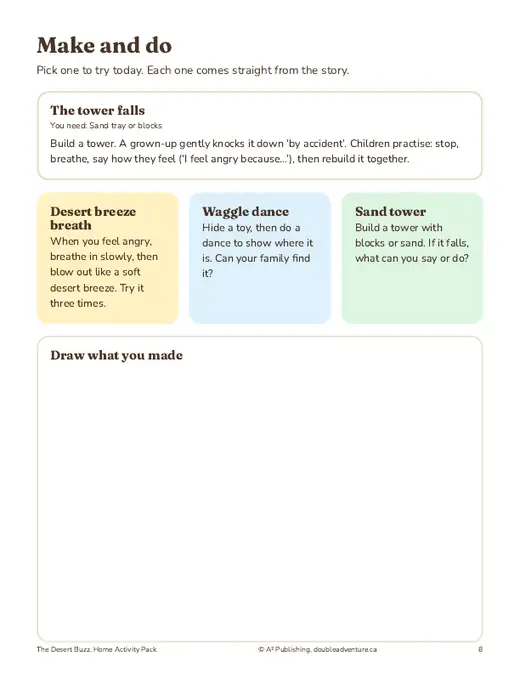 Make and do
Pick one to try today. Each one comes straight from the story.
The tower falls
You need: Sand tray or blocks
Build a tower. A grown-up gently knocks it down ‘by accident’. Children practise: stop,
breathe, say how they feel (‘I feel angry because…’), then rebuild it together.
Desert breeze
breath
When you feel angry,
breathe in slowly, then
blow out like a soft
desert breeze. Try it
three times.
Waggle dance
Hide a toy, then do a
dance to show where it
is. Can your family find
it?
Sand tower
Build a tower with
blocks or sand. If it falls,
what can you say or do?
Draw what you made
The Desert Buzz. Home Activity Pack
© A² Publishing, doubleadventure.ca
8